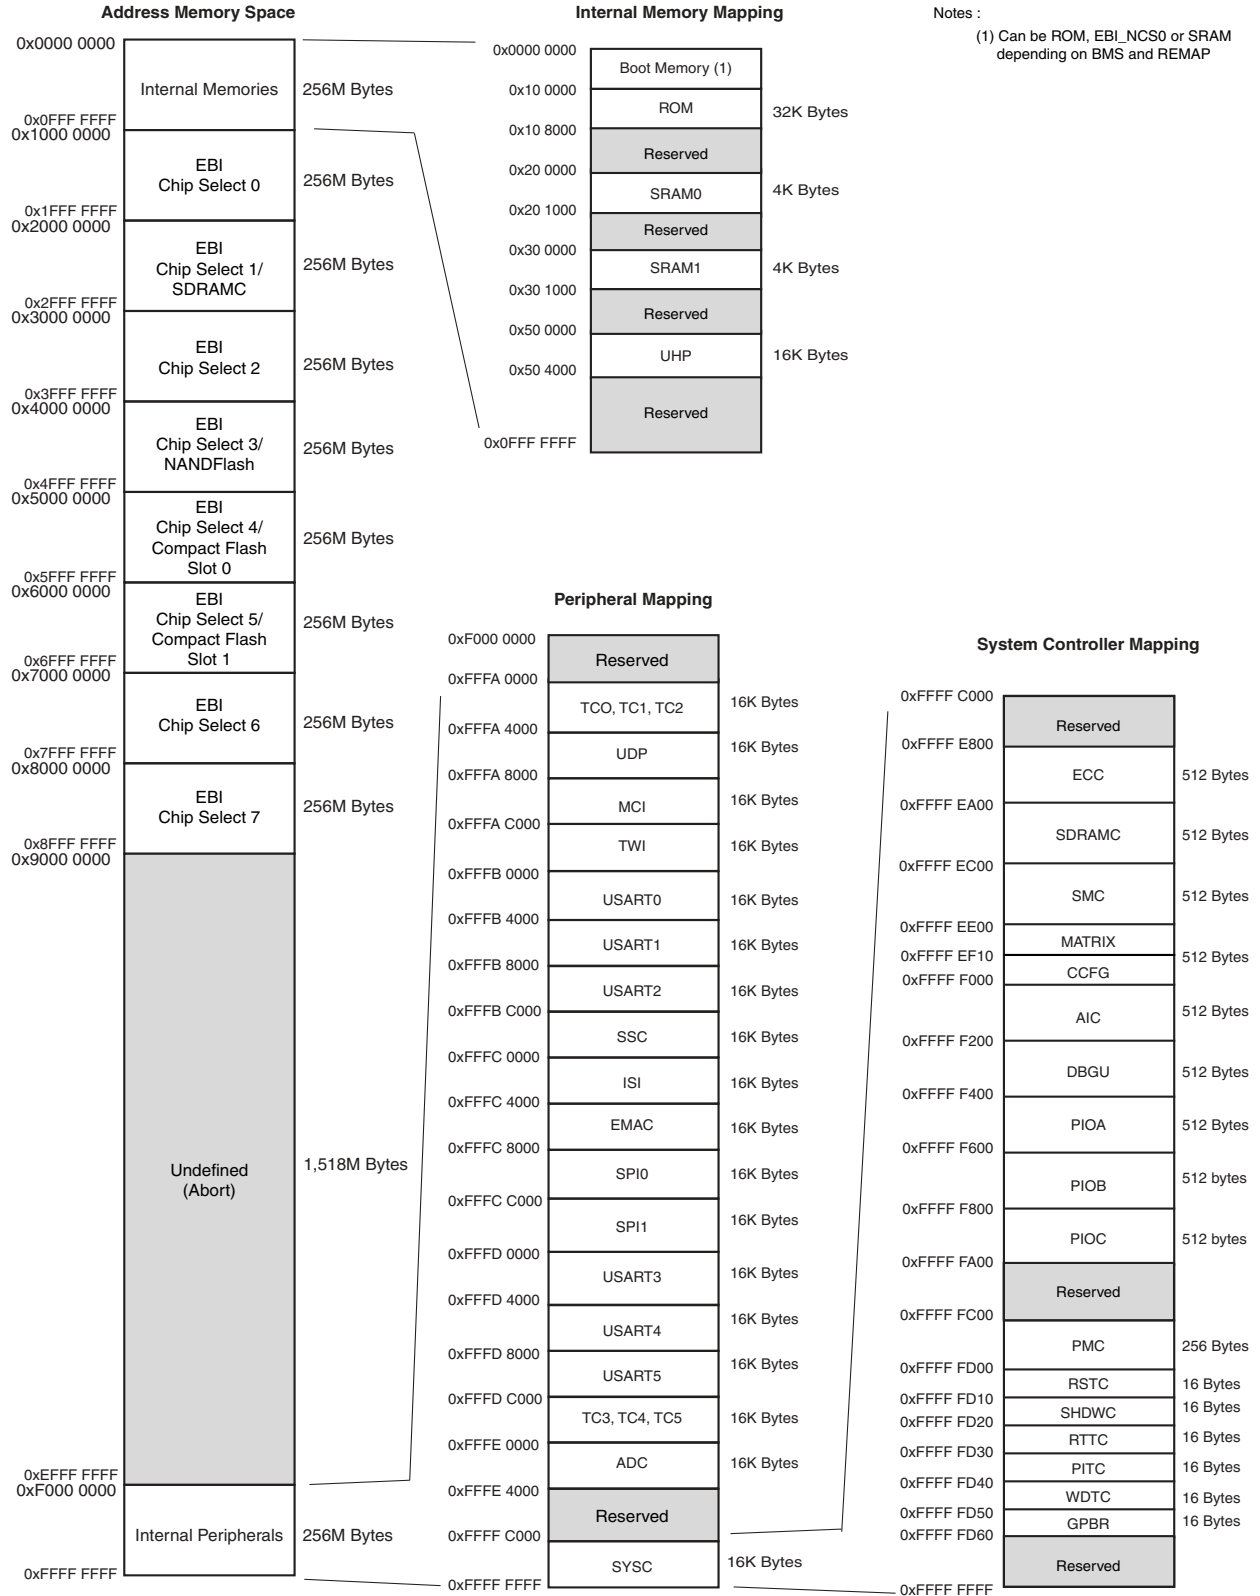 Address Memory Space
0x0000 0000
Internal Memories
256M Bytes
0x0FFF FFFF
0x1000 0000
EBI
Chip Select 0
256M Bytes
0x1FFF FFFF
0x2000 0000
EBI
Chip Select 1/
SDRAMC
256M Bytes
0x2FFF FFFF
0x3000 0000
EBI
Chip Select 2
256M Bytes
0x3FFF FFFF
0x4000 0000
EBI
Chip Select 3/
NANDFlash
256M Bytes
0x4FFF FFFF
0x5000 0000
EBI
Chip Select 4/
Compact Flash
Slot 0
256M Bytes
0x5FFF FFFF
0x6000 0000
EBI
Chip Select 5/
Compact Flash
Slot 1
256M Bytes
0x6FFF FFFF
0x7000 0000
EBI
Chip Select 6
256M Bytes
0x7FFF FFFF
0x8000 0000
EBI
Chip Select 7
256M Bytes
0x8FFF FFFF
0x9000 0000
Undefined
(Abort)
1,518M Bytes
0xEFFF FFFF
0xF000 0000
Internal Peripherals
256M Bytes
0xFFFF FFFF
Internal Memory Mapping
0x0000 0000
Boot Memory (1)
0x10 0000
ROM
32K Bytes
0x10 8000
Reserved
0x20 0000
SRAM0
4K Bytes
0x20 1000
Reserved
0x30 0000
SRAM1
4K Bytes
0x30 1000
Reserved
0x50 0000
UHP
16K Bytes
0x50 4000
Reserved
0x0FFF FFFF
Notes :
(1) Can be ROM, EBI_NCS0 or SRAM
depending on BMS and REMAP
Peripheral Mapping
0xF000 0000
Reserved
0xFFFA 0000
TCO, TC1, TC2
16K Bytes
0xFFFA 4000
UDP
16K Bytes
0xFFFA 8000
MCI
16K Bytes
0xFFFA C000
TWI
16K Bytes
0xFFFB 0000
USART0
16K Bytes
0xFFFB 4000
USART1
16K Bytes
0xFFFB 8000
USART2
16K Bytes
0xFFFB C000
SSC
16K Bytes
0xFFFC 0000
ISI
16K Bytes
0xFFFC 4000
EMAC
16K Bytes
0xFFFC 8000
SPI0
16K Bytes
0xFFFC C000
SPI1
16K Bytes
0xFFFD 0000
USART3
16K Bytes
0xFFFD 4000
USART4
16K Bytes
0xFFFD 8000
USART5
16K Bytes
0xFFFD C000
TC3, TC4, TC5
16K Bytes
0xFFFE 0000
ADC
16K Bytes
0xFFFE 4000
Reserved
0xFFFF C000
SYSC
16K Bytes
0xFFFF FFFF
System Controller Mapping
0xFFFF C000
Reserved
0xFFFF E800
ECC
512 Bytes
0xFFFF EA00
SDRAMC
512 Bytes
0xFFFF EC00
SMC
512 Bytes
0xFFFF EE00
MATRIX
0xFFFF EF10
512 Bytes
CCFG
0xFFFF F000
AIC
512 Bytes
0xFFFF F200
DBGU
512 Bytes
0xFFFF F400
PIOA
512 Bytes
0xFFFF F600
PIOB
512 bytes
0xFFFF F800
PIOC
512 bytes
0xFFFF FA00
Reserved
0xFFFF FC00
PMC
256 Bytes
0xFFFF FD00
RSTC
16 Bytes
0xFFFF FD10
SHDWC
16 Bytes
0xFFFF FD20
RTTC
16 Bytes
0xFFFF FD30
PITC
16 Bytes
0xFFFF FD40
WDTC
16 Bytes
0xFFFF FD50
GPBR
16 Bytes
0xFFFF FD60
Reserved
0xFFFF FFFF